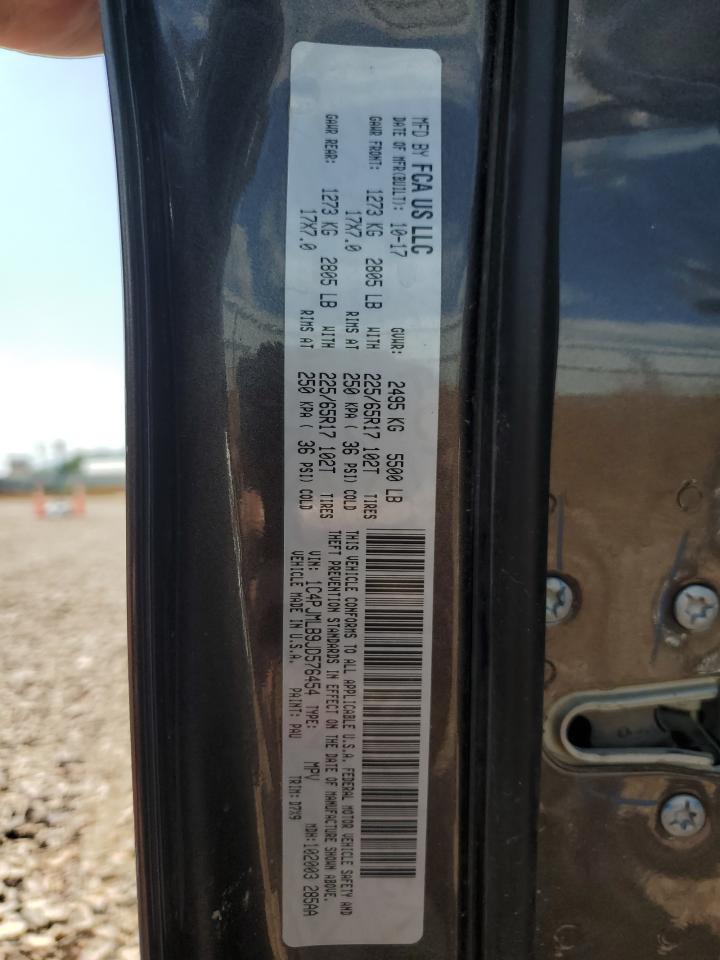 MFD BY FCA US LLC
DATE OF MFR(BUILT): 10-17 GVWR: 2495 KG 5500 LB
GAWR FRONT: 1273 KG 2805 LB WITH 225/65R17 102T TIRES
17X7.0 RIMS AT 250 KPA ( 36 PSI) COLD
GAWR REAR: 1273 KG 2805 LB WITH 225/65R17 102T TIRES
17X7.0 RIMS AT 250 KPA ( 36 PSI) COLD
THIS VEHICLE CONFORMS TO ALL APPLICABLE U.S.A. FEDERAL MOTOR VEHICLE SAFETY AND
THEFT PREVENTION STANDARDS IN EFFECT ON THE DATE OF MANUFACTURE SHOWN ABOVE.
VIN: 1C4PJMLB9JD576454 TYPE: MPV MDH:102003 285AA
VEHICLE MADE IN U.S.A. PAINT: PAU TRIM: D7X9